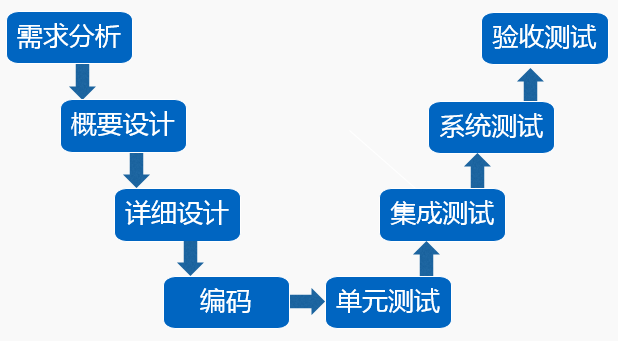 需求分析
验收测试
概要设计
系统测试
详细设计
集成测试
编码
单元测试